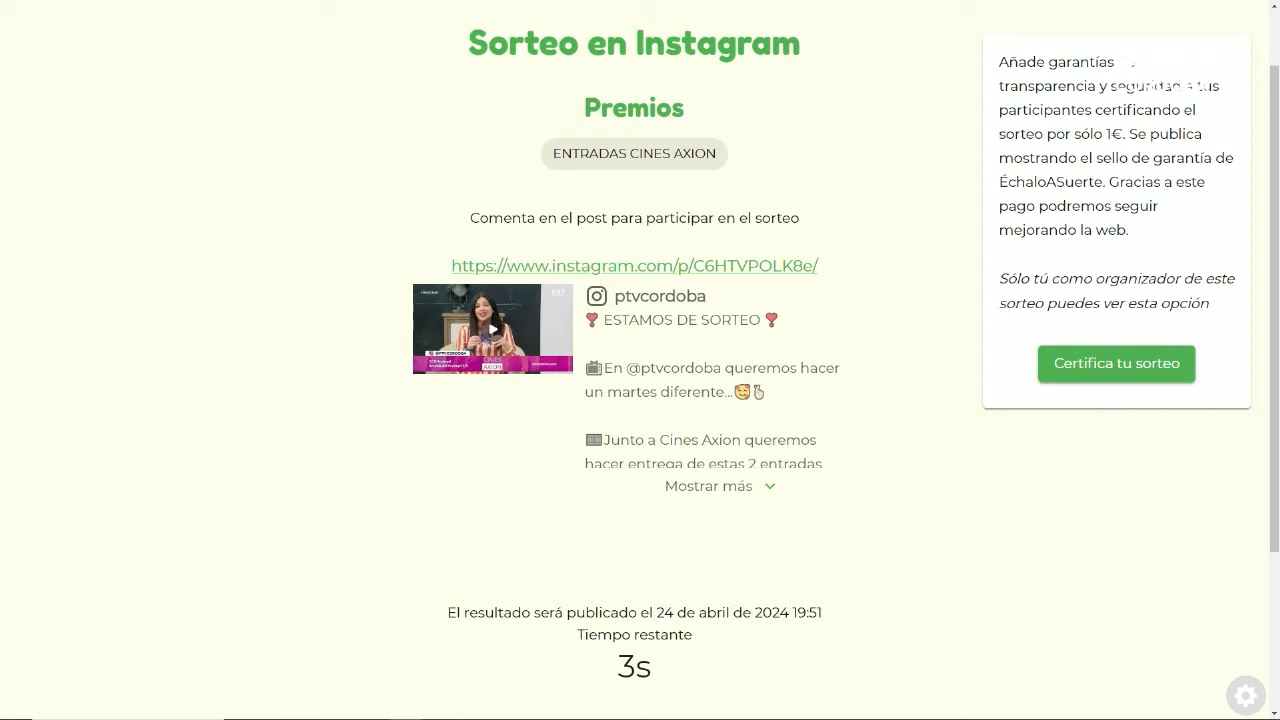 Sorteo en Instagram
Premios
ENTRADAS CINES AXION
Comenta en el post para participar en el sorteo
https://www.instagram.com/p/C6HTVPOLK8e/
ptvcordoba
❣️ ESTAMOS DE SORTEO ❣️
📺En @ptvcordoba queremos hacer
un martes diferente...🥰🫰
🎞️Junto a Cines Axion queremos
hacer entrega de estas 2 entradas
Mostrar más
@PTVCORDOBA
CINES
AXION
El resultado será publicado el 24 de abril de 2024 19:51
Tiempo restante
3s
Añade garantías
transparencia y
participantes certificando el
sorteo por sólo 1€. Se publica
mostrando el sello de garantía de
ÉchaloASuerte. Gracias a este
pago podremos seguir
mejorando la web.
Sólo tú como organizador de este
sorteo puedes ver esta opción
Certifica tu sorteo